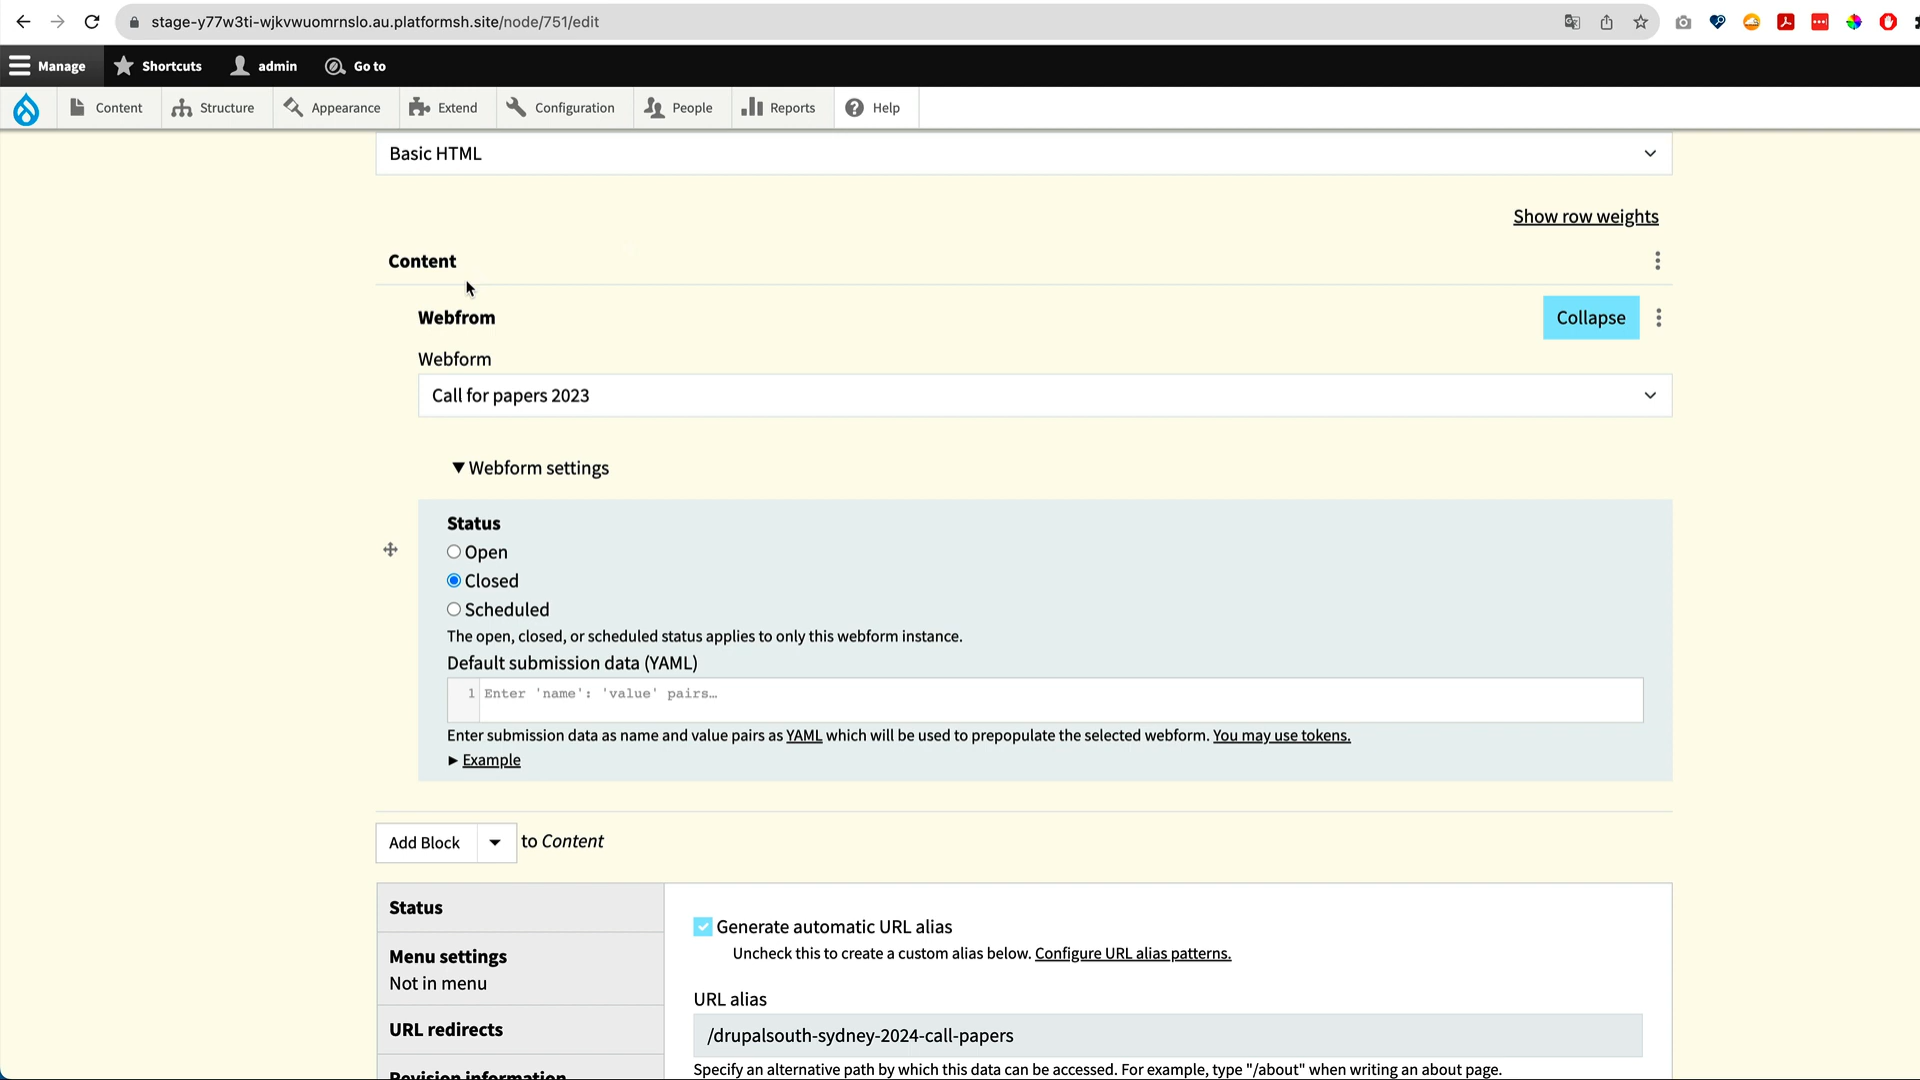 stage-y77w3ti-wjkvwuomrnslo.au.platformsh.site/node/751/edit
Manage
Shortcuts
admin
Go to
Content
Structure
Appearance
Extend
Configuration
People
Reports
Help
Basic HTML
Show row weights
Content
Webfrom
Collapse
Webform
Call for papers 2023
Webform settings
Status
Open
Closed
Scheduled
The open, closed, or scheduled status applies to only this webform instance.
Default submission data (YAML)
1 Enter 'name': 'value' pairs…
Enter submission data as name and value pairs as YAML which will be used to prepopulate the selected webform. You may use tokens.
Example
Add Block
to Content
Status
Menu settings
Not in menu
URL redirects
Revision information
Generate automatic URL alias
Uncheck this to create a custom alias below. Configure URL alias patterns.
URL alias
/drupalsouth-sydney-2024-call-papers
Specify an alternative path by which this data can be accessed. For example, type "/about" when writing an about page.